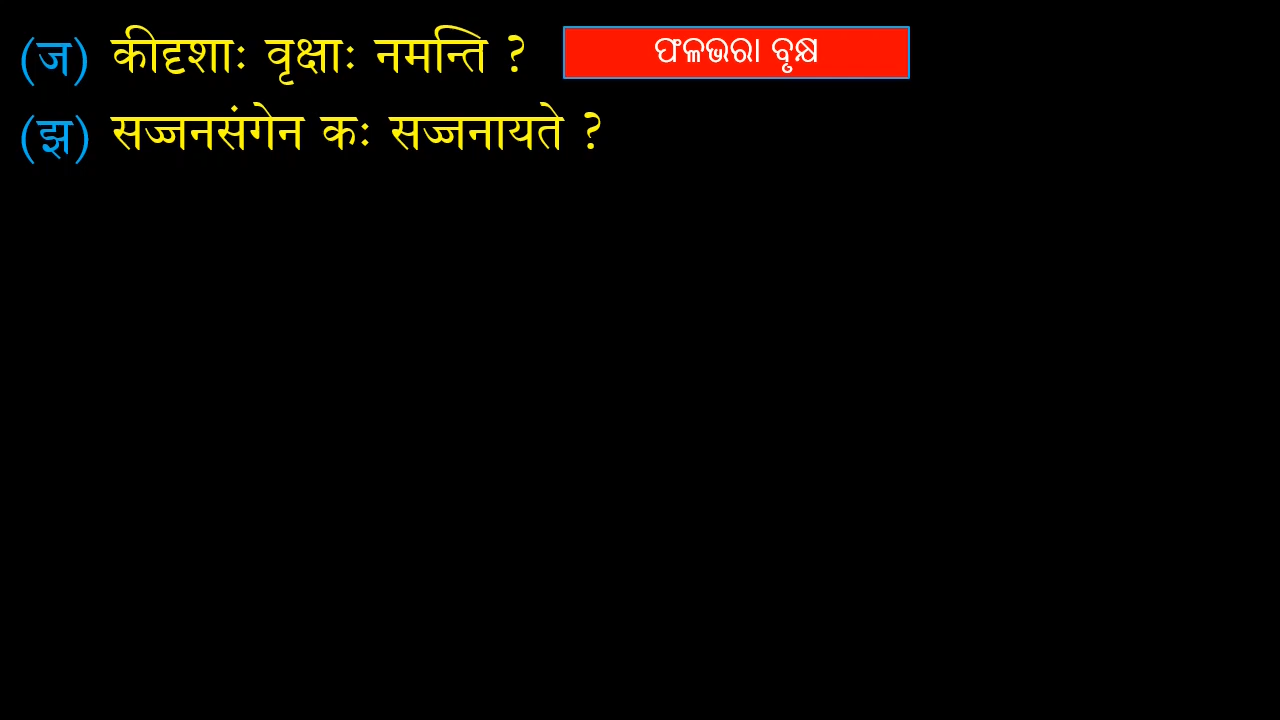 (ज) कीदृशाः वृक्षाः नमन्ति ? ଫଳଭରା ବୃକ୍ଷ
(झ) सज्जनसंगेन कः सज्जनायते ?